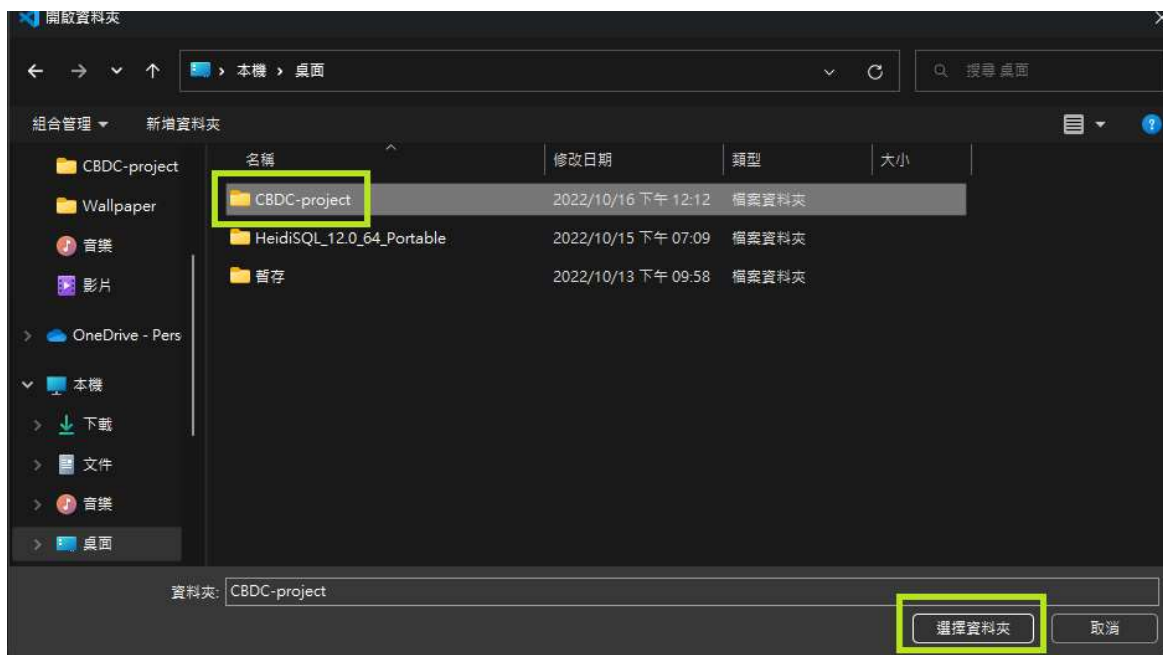 開啟資料夾
本機 › 桌面
搜尋 桌面
組合管理
新增資料夾
名稱 修改日期 類型 大小
CBDC-project
Wallpaper
音樂
影片
OneDrive - Pers
本機
下載
文件
音樂
桌面
CBDC-project 2022/10/16 下午 12:12 檔案資料夾
HeidiSQL_12.0_64_Portable 2022/10/15 下午 07:09 檔案資料夾
暫存 2022/10/13 下午 09:58 檔案資料夾
資料夾: CBDC-project
選擇資料夾 取消